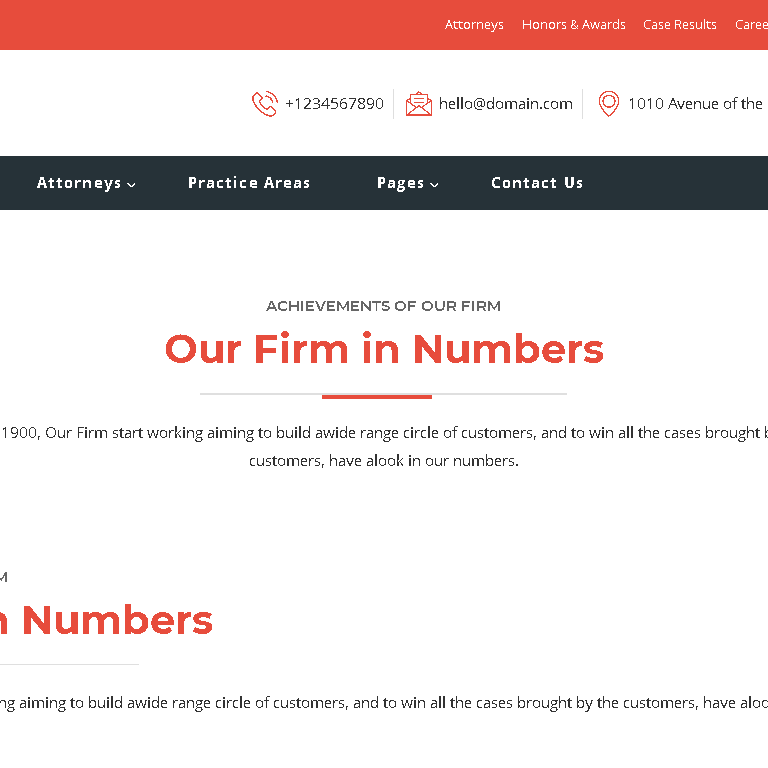 Attorneys Honors & Awards Case Results
+1234567890 hello@domain.com 1010 Avenue of the
Attorneys Practice Areas Pages Contact Us
ACHIEVEMENTS OF OUR FIRM
Our Firm in Numbers
1900, Our Firm start working aiming to build awide range circle of customers, and to win all the cases brought
customers, have alook in our numbers.
Numbers
aiming to build awide range circle of customers, and to win all the cases brought by the customers, have